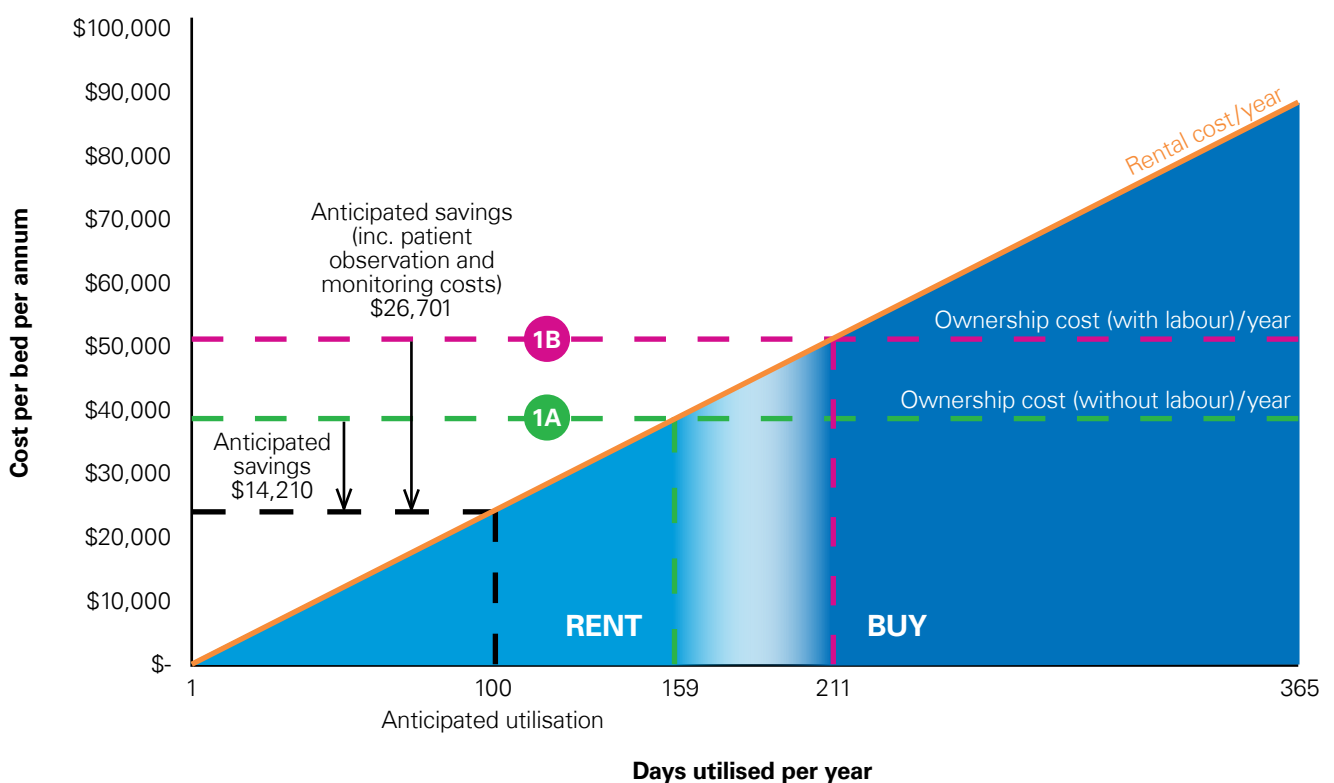 Cost per bed per annum
$100,000
$90,000
$80,000
$70,000
$60,000
$50,000
$40,000
$30,000
$20,000
$10,000
$-
Anticipated savings
(inc. patient
observation and
monitoring costs)
$26,701
Anticipated
savings
$14,210
1B
1A
Rental cost/year
Ownership cost (with labour)/year
Ownership cost (without labour)/year
RENT
BUY
1
100
159
211
365
Anticipated utilisation
Days utilised per year